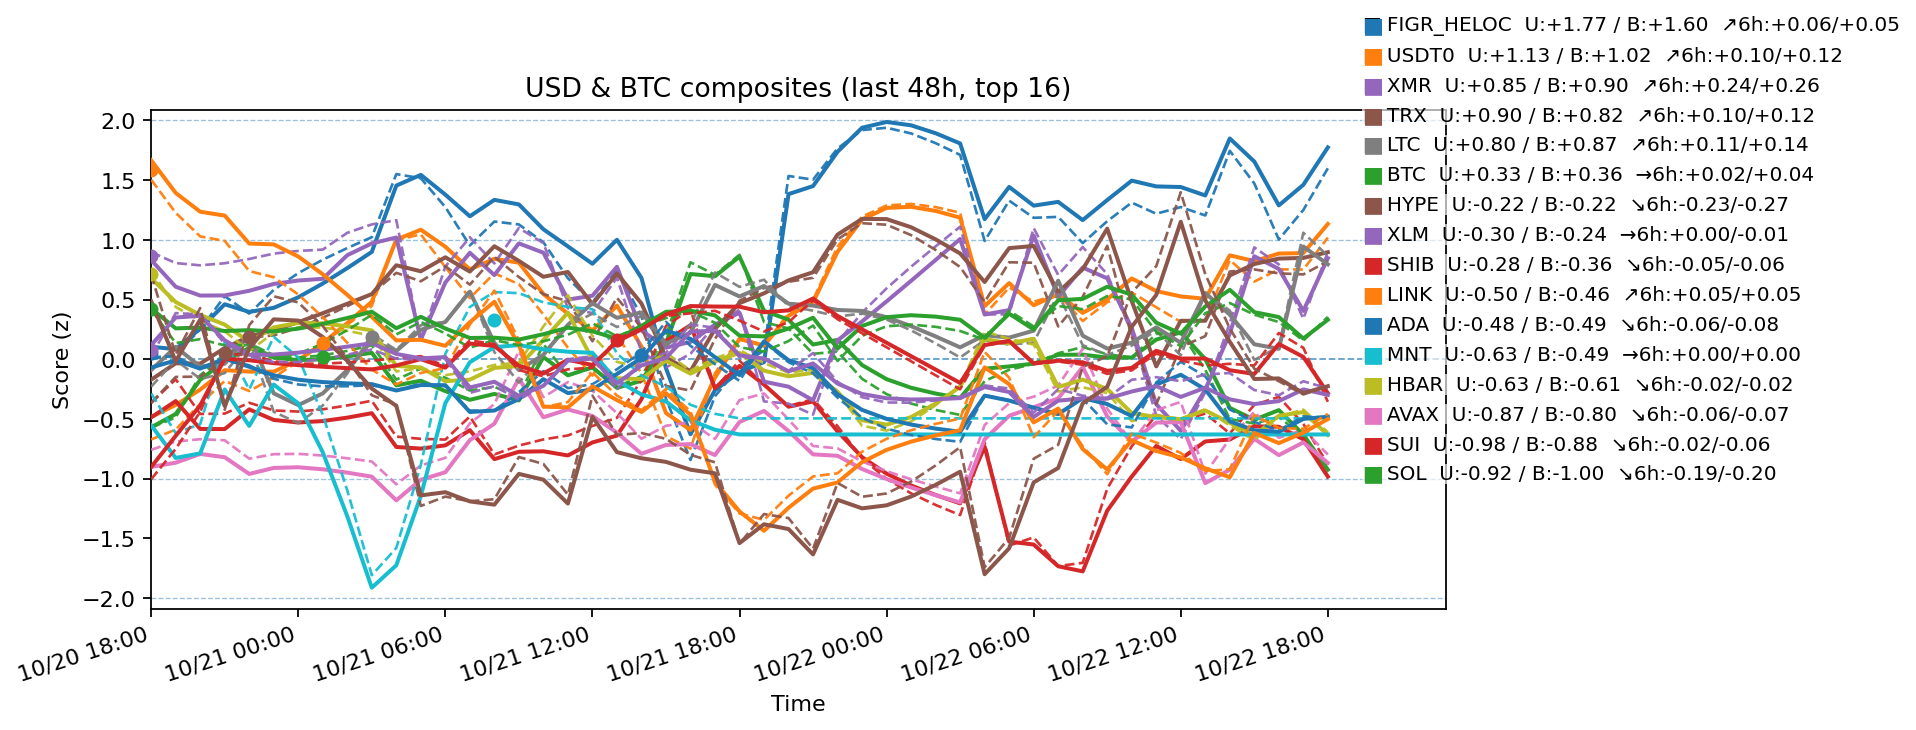 USD & BTC composites (last 48h, top 16)
FIGR_HELOC U:+1.77 / B:+1.60 ↗6h:+0.06/+0.05
USDT0 U:+1.13 / B:+1.02 ↗6h:+0.10/+0.12
XMR U:+0.85 / B:+0.90 ↗6h:+0.24/+0.26
TRX U:+0.90 / B:+0.82 ↗6h:+0.10/+0.12
LTC U:+0.80 / B:+0.87 ↗6h:+0.11/+0.14
BTC U:+0.33 / B:+0.36 →6h:+0.02/+0.04
HYPE U:-0.22 / B:-0.22 ↘6h:-0.23/-0.27
XLM U:-0.30 / B:-0.24 →6h:+0.00/-0.01
SHIB U:-0.28 / B:-0.36 ↘6h:-0.05/-0.06
LINK U:-0.50 / B:-0.46 ↗6h:+0.05/+0.05
ADA U:-0.48 / B:-0.49 ↘6h:-0.06/-0.08
MNT U:-0.63 / B:-0.49 →6h:+0.00/+0.00
HBAR U:-0.63 / B:-0.61 ↘6h:-0.02/-0.02
AVAX U:-0.87 / B:-0.80 ↘6h:-0.06/-0.07
SUI U:-0.98 / B:-0.88 ↘6h:-0.02/-0.06
SOL U:-0.92 / B:-1.00 ↘6h:-0.19/-0.20
Score (z)
2.0
1.5
1.0
0.5
0.0
−0.5
−1.0
−1.5
−2.0
10/20 18:00
10/21 00:00
10/21 06:00
10/21 12:00
10/21 18:00
10/22 00:00
10/22 06:00
10/22 12:00
10/22 18:00
Time